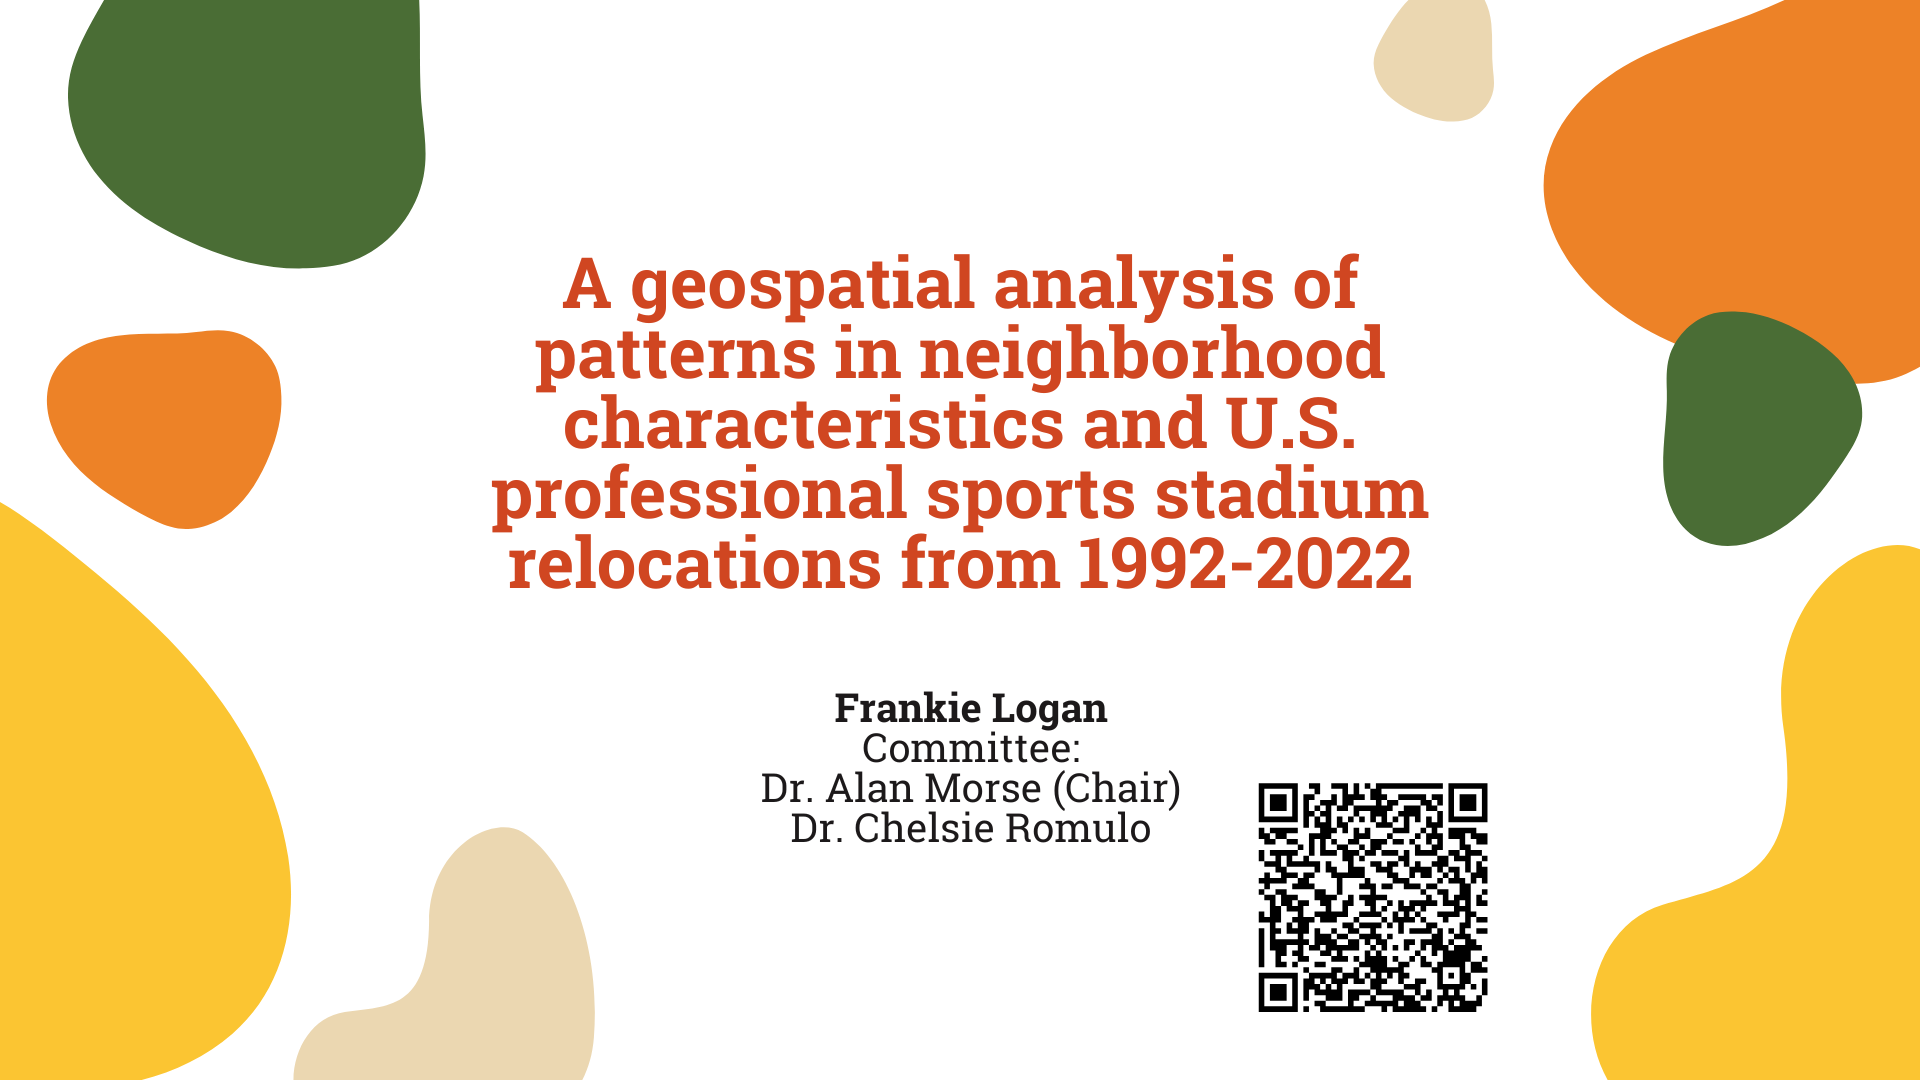 A geospatial analysis of
patterns in neighborhood
characteristics and U.S.
professional sports stadium
relocations from 1992-2022
Frankie Logan
Committee:
Dr. Alan Morse (Chair)
Dr. Chelsie Romulo